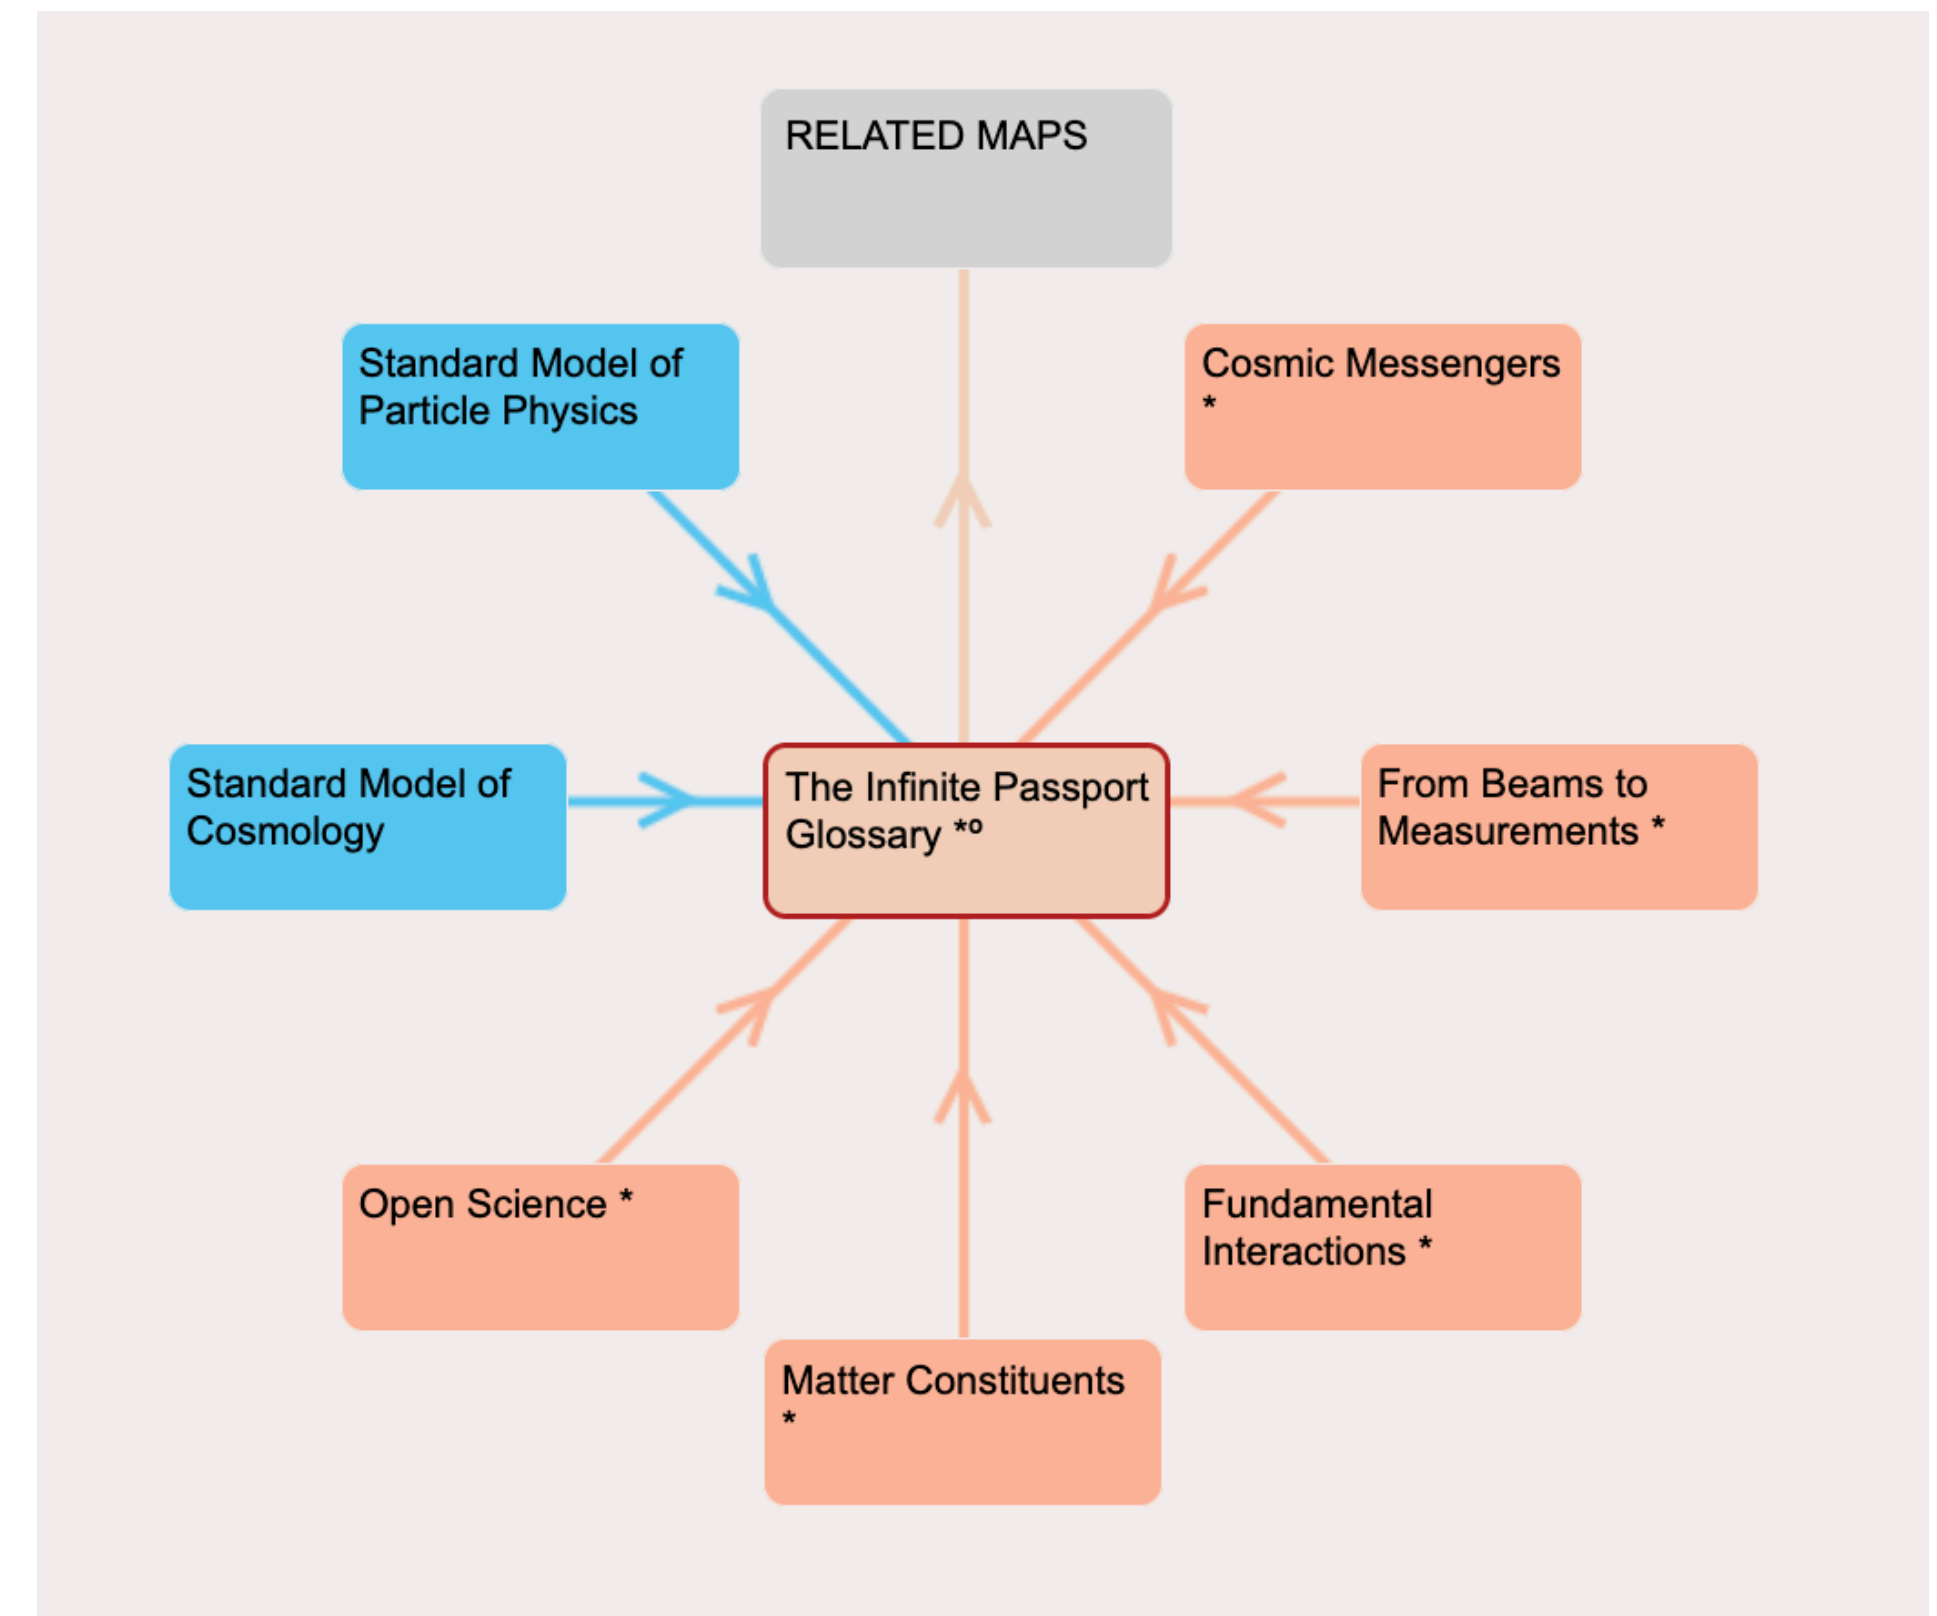 RELATED MAPS
Standard Model of
Particle Physics
Cosmic Messengers
*
Standard Model of
Cosmology
The Infinite Passport
Glossary *º
From Beams to
Measurements *
Open Science *
Fundamental
Interactions *
Matter Constituents
*